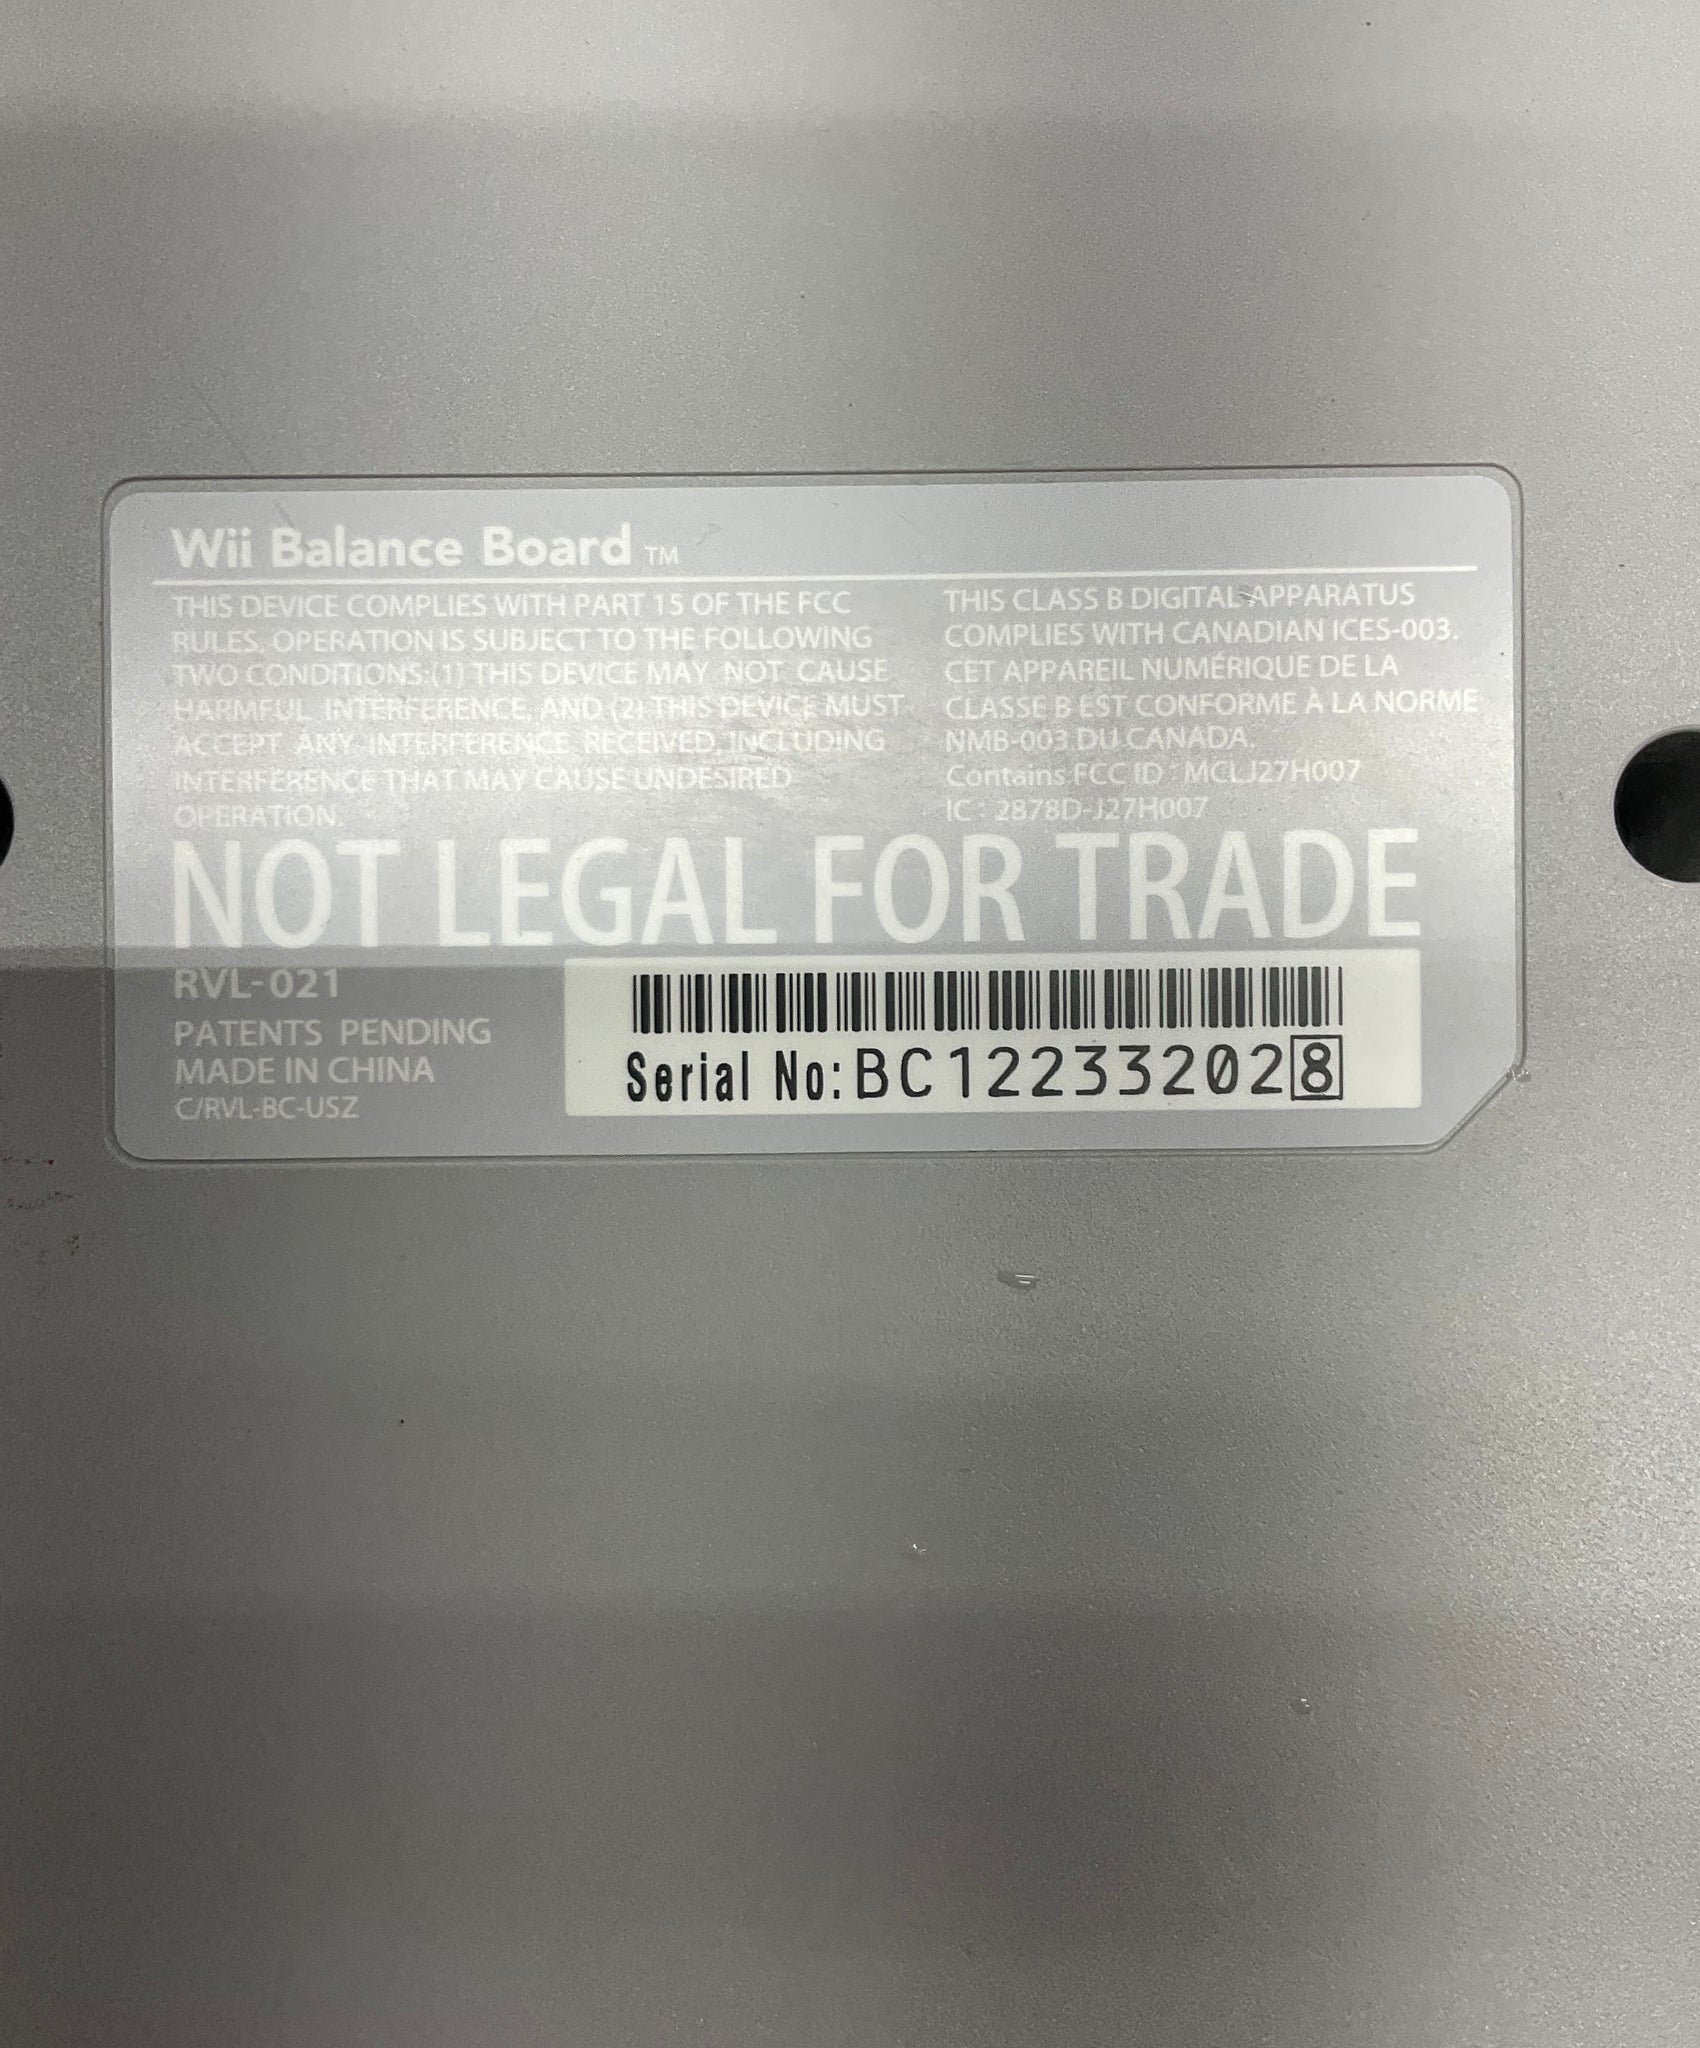 Wii Balance Board ™
THIS DEVICE COMPLIES WITH PART 15 OF THE FCC
RULES. OPERATION IS SUBJECT TO THE FOLLOWING
TWO CONDITIONS:(1) THIS DEVICE MAY NOT CAUSE
HARMFUL INTERFERENCE, AND (2) THIS DEVICE MUST
ACCEPT ANY INTERFERENCE RECEIVED, INCLUDING
INTERFERENCE THAT MAY CAUSE UNDESIRED
OPERATION.
THIS CLASS B DIGITAL APPARATUS
COMPLIES WITH CANADIAN ICES-003.
CET APPAREIL NUMÉRIQUE DE LA
CLASSE B EST CONFORME À LA NORME
NMB-003 DU CANADA.
Contains FCC ID : MCLJ27H007
IC : 2878D-J27H007
NOT LEGAL FOR TRADE
RVL-021
PATENTS PENDING
MADE IN CHINA
C/RVL-BC-USZ
Serial No: BC122332028